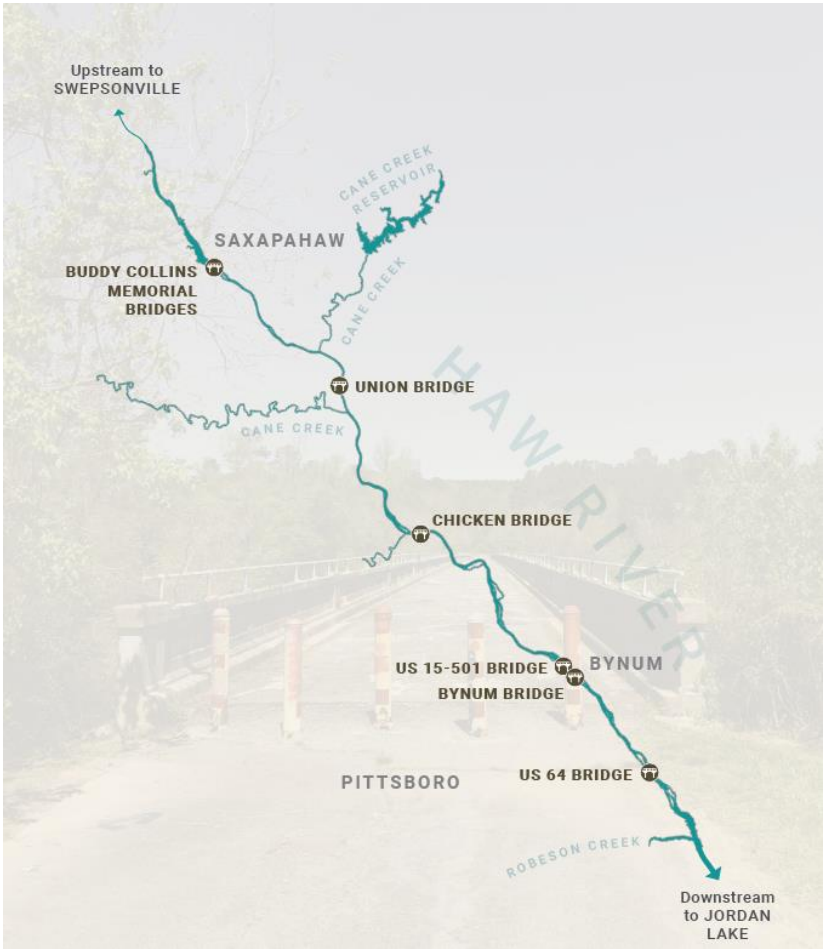 Upstream to
SWEPSONVILLE
CANE CREEK
RESERVOIR
SAXAPAHAW
BUDDY COLLINS
MEMORIAL
BRIDGES
CANE CREEK
UNION BRIDGE
CANE CREEK
HAW RIVER
CHICKEN BRIDGE
US 15-501 BRIDGE
BYNUM
BYNUM BRIDGE
US 64 BRIDGE
PITTSBORO
ROBESON CREEK
Downstream
to JORDAN
LAKE